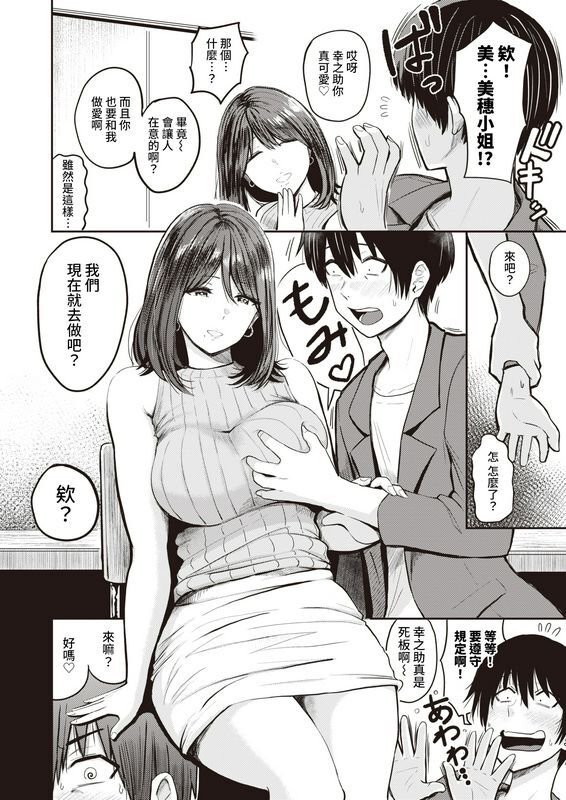 欸！
美…美穗小姐!?
ドキッ
哎呀
幸之助你
真可愛♡
那個…
什麼…？
畢竟～
會讓人
在意的啊？
而且你
也要和我
做愛啊
雖然是這樣…
來吧？
怎 怎麼了？
もみ♡
我們
現在就去做吧？
欸？
等等！
要遵守
規定啊！
あわわ…
幸之助真是
死板啊～
來嘛？
好嗎♡